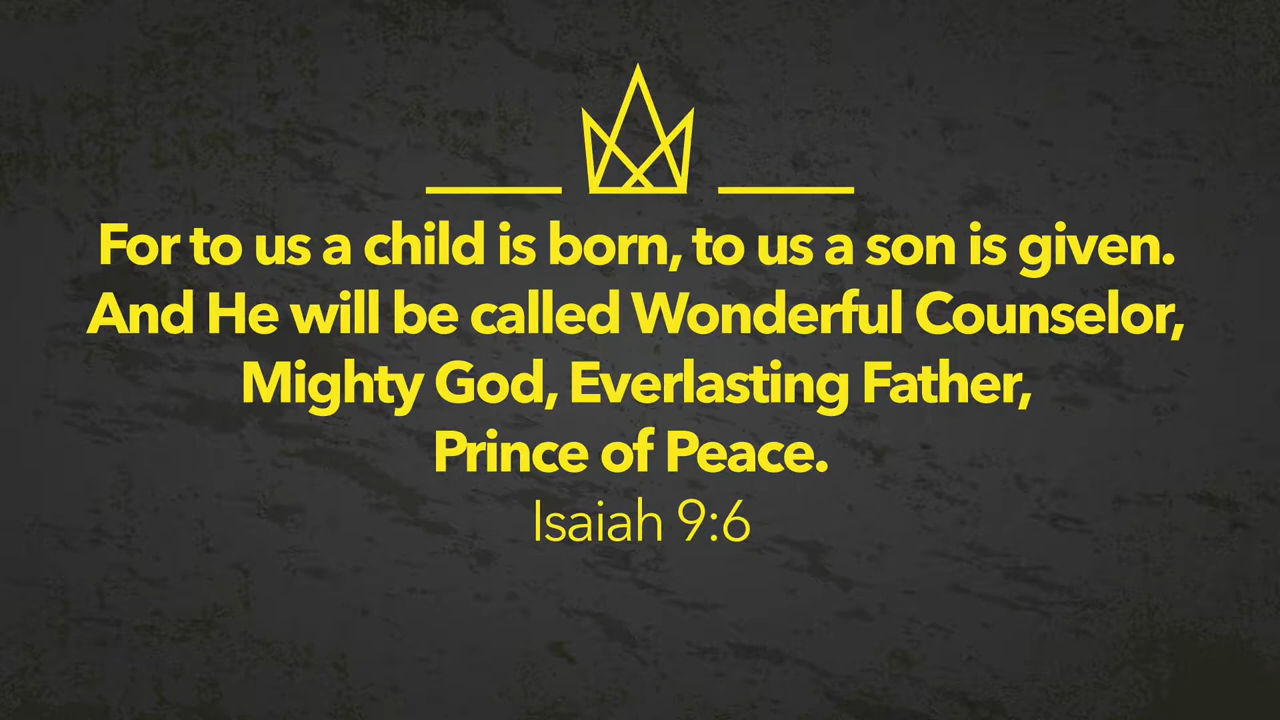 For to us a child is born, to us a son is given.
And He will be called Wonderful Counselor,
Mighty God, Everlasting Father,
Prince of Peace.
Isaiah 9:6